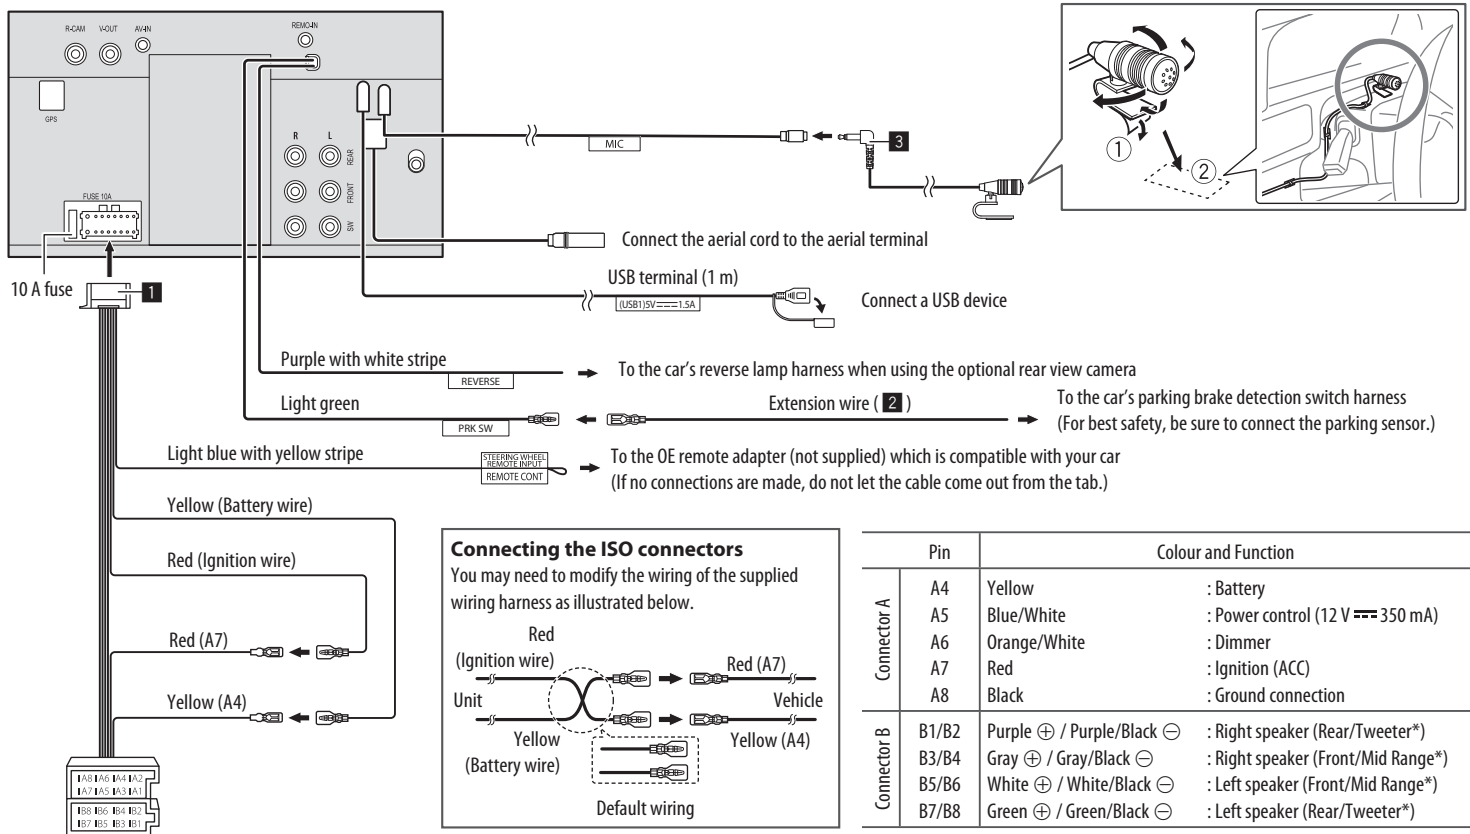 R-CAM V-OUT AV-IN REMO-IN
GPS
R L
REAR
FRONT
SW
FUSE 10A
10 A fuse
1
MIC
3
1
2
Connect the aerial cord to the aerial terminal
USB terminal (1 m)
(USB1)5V⎓1.5A
Connect a USB device
Purple with white stripe
REVERSE
To the car's reverse lamp harness when using the optional rear view camera
Light green
PRK SW
Extension wire ( 2 )
To the car's parking brake detection switch harness
(For best safety, be sure to connect the parking sensor.)
Light blue with yellow stripe
STEERING WHEEL
REMOTE INPUT
REMOTE CONT
To the OE remote adapter (not supplied) which is compatible with your car
(If no connections are made, do not let the cable come out from the tab.)
Yellow (Battery wire)
Red (Ignition wire)
Red (A7)
Yellow (A4)
A8 A6 A4 A2
A7 A5 A3 A1
B8 B6 B4 B2
B7 B5 B3 B1
Connecting the ISO connectors
You may need to modify the wiring of the supplied
wiring harness as illustrated below.
Red
(Ignition wire)
Red (A7)
Unit
Vehicle
Yellow
(Battery wire)
Yellow (A4)
Default wiring
Pin Colour and Function
Connector A
A4 Yellow : Battery
A5 Blue/White : Power control (12 V ⎓ 350 mA)
A6 Orange/White : Dimmer
A7 Red : Ignition (ACC)
A8 Black : Ground connection
Connector B
B1/B2 Purple ⊕ / Purple/Black ⊖ : Right speaker (Rear/Tweeter*)
B3/B4 Gray ⊕ / Gray/Black ⊖ : Right speaker (Front/Mid Range*)
B5/B6 White ⊕ / White/Black ⊖ : Left speaker (Front/Mid Range*)
B7/B8 Green ⊕ / Green/Black ⊖ : Left speaker (Rear/Tweeter*)